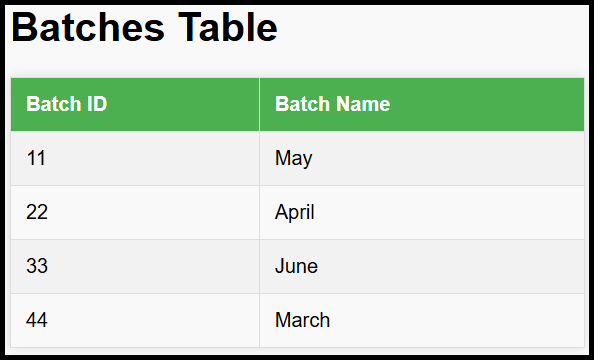 Batches Table
Batch ID Batch Name
11 May
22 April
33 June
44 March